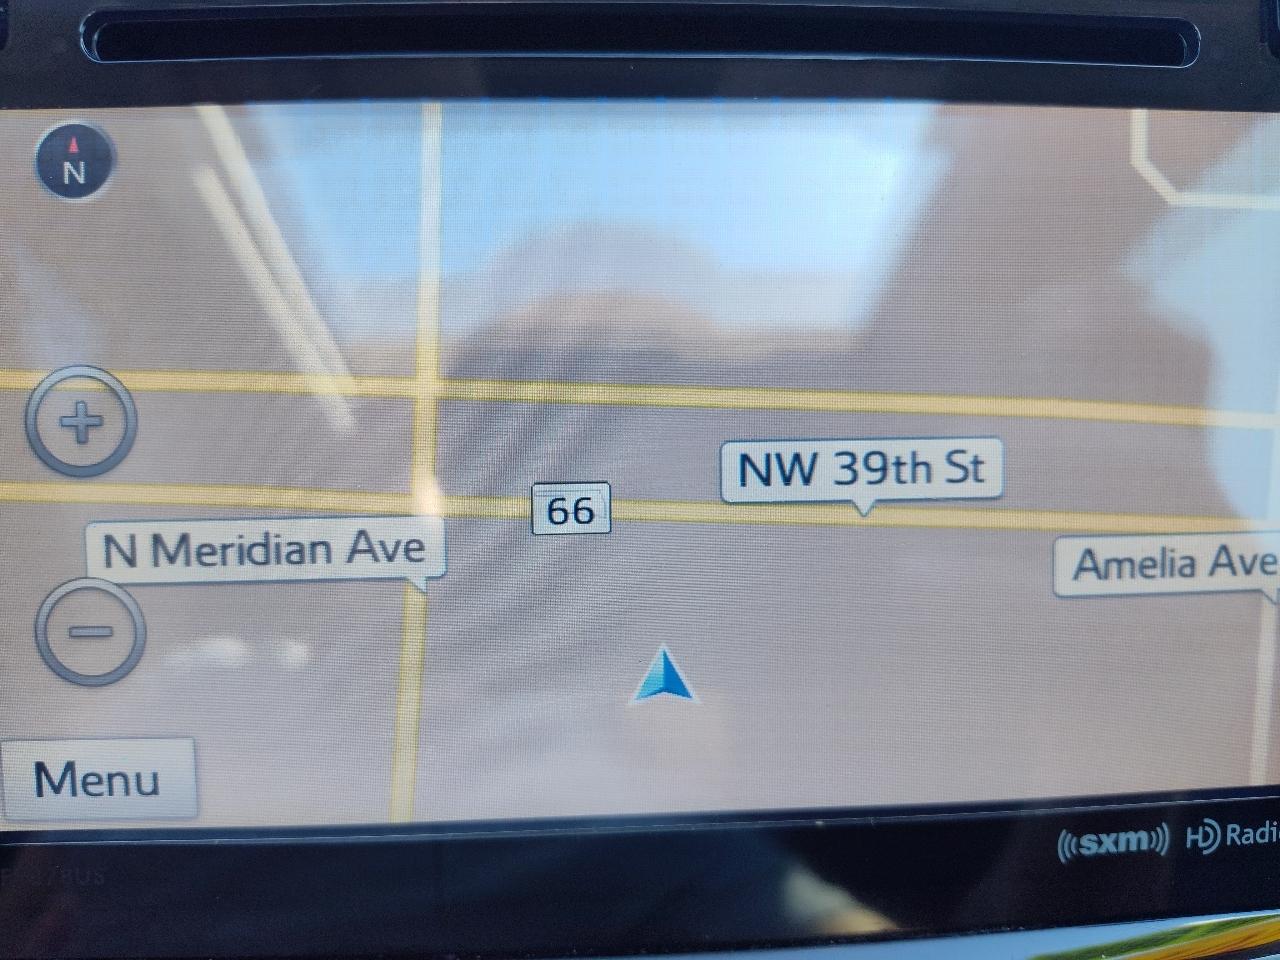 N
NW 39th St
66
N Meridian Ave
Amelia Ave
Menu
sxm
HD Radi